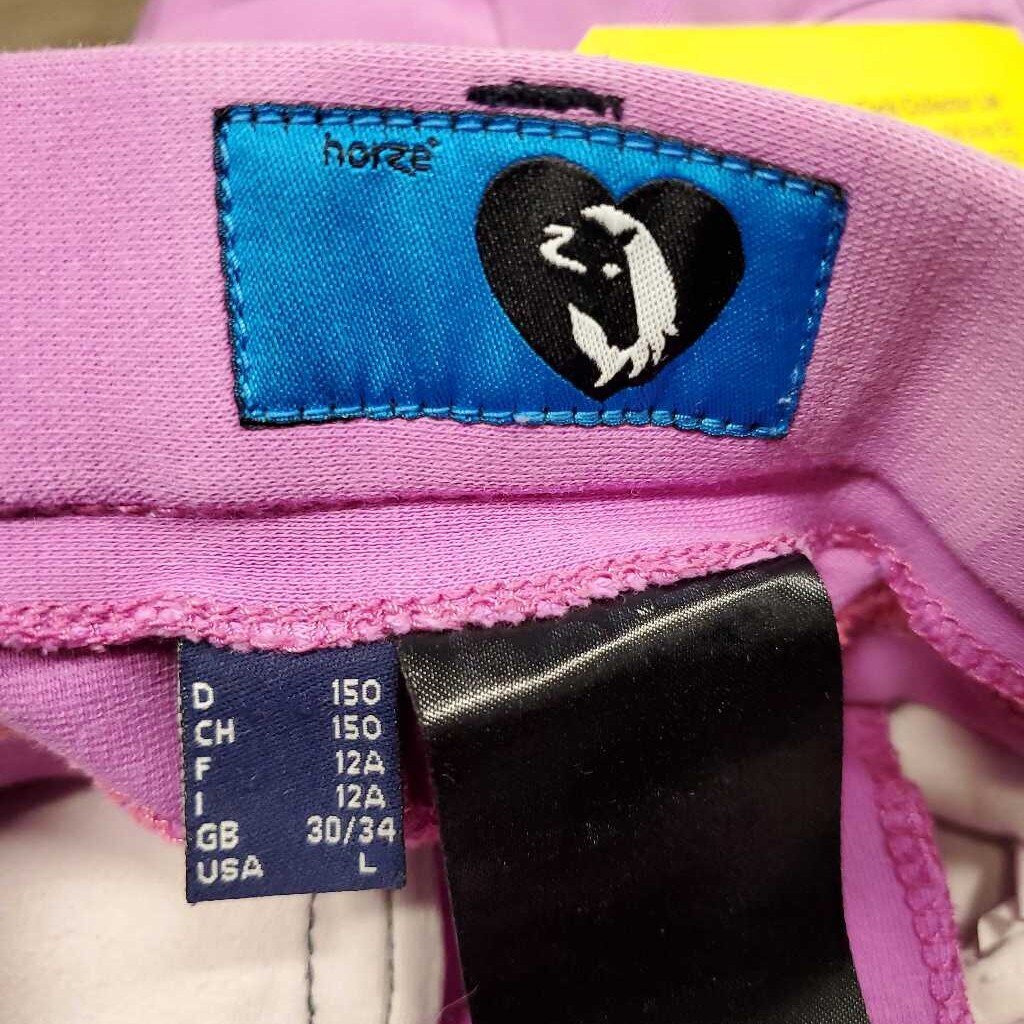 horze®
D 150
CH 150
F 12A
I 12A
GB 30/34
USA L